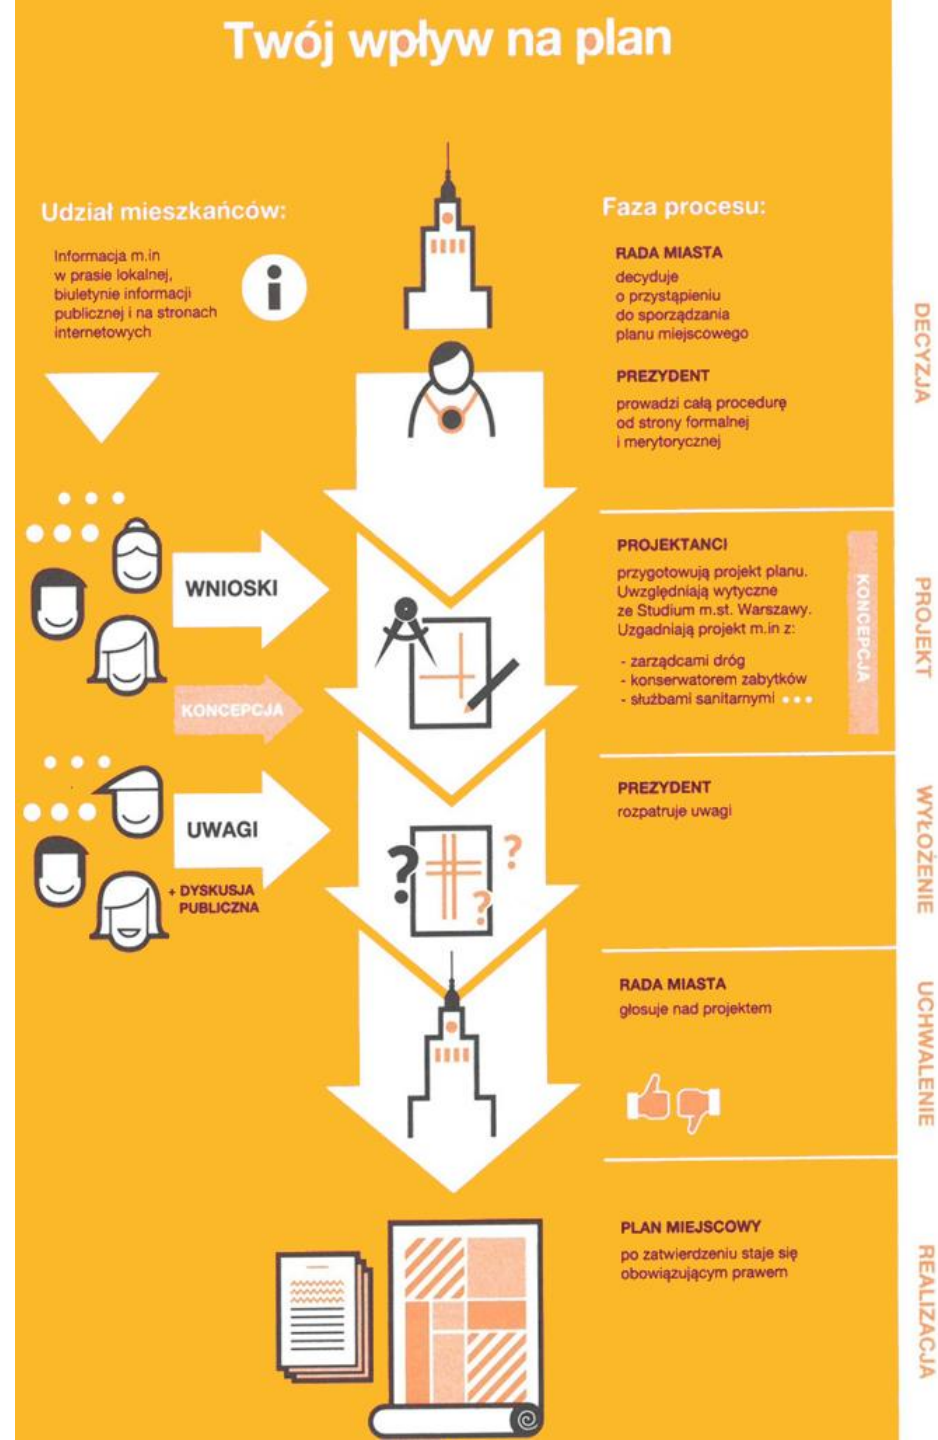 Twój wpływ na plan
Udział mieszkańców:
Informacja m.in
w prasie lokalnej,
biuletynie informacji
publicznej i na stronach
internetowych
i
Faza procesu:
RADA MIASTA
decyduje
o przystąpieniu
do sporządzania
planu miejscowego
PREZYDENT
prowadzi całą procedurę
od strony formalnej
i merytorycznej
DECYZJA
WNIOSKI
KONCEPCJA
PROJEKTANCI
przygotowują projekt planu.
Uwzględniają wytyczne
ze Studium m.st. Warszawy.
Uzgadniają projekt m.in z:
- zarządcami dróg
- konserwatorem zabytków
- służbami sanitarnymi
KONCEPCJA
PROJEKT
UWAGI
+ DYSKUSJA
PUBLICZNA
? ? ?
PREZYDENT
rozpatruje uwagi
WYŁOŻENIE
RADA MIASTA
głosuje nad projektem
UCHWALENIE
PLAN MIEJSCOWY
po zatwierdzeniu staje się
obowiązującym prawem
REALIZACJA